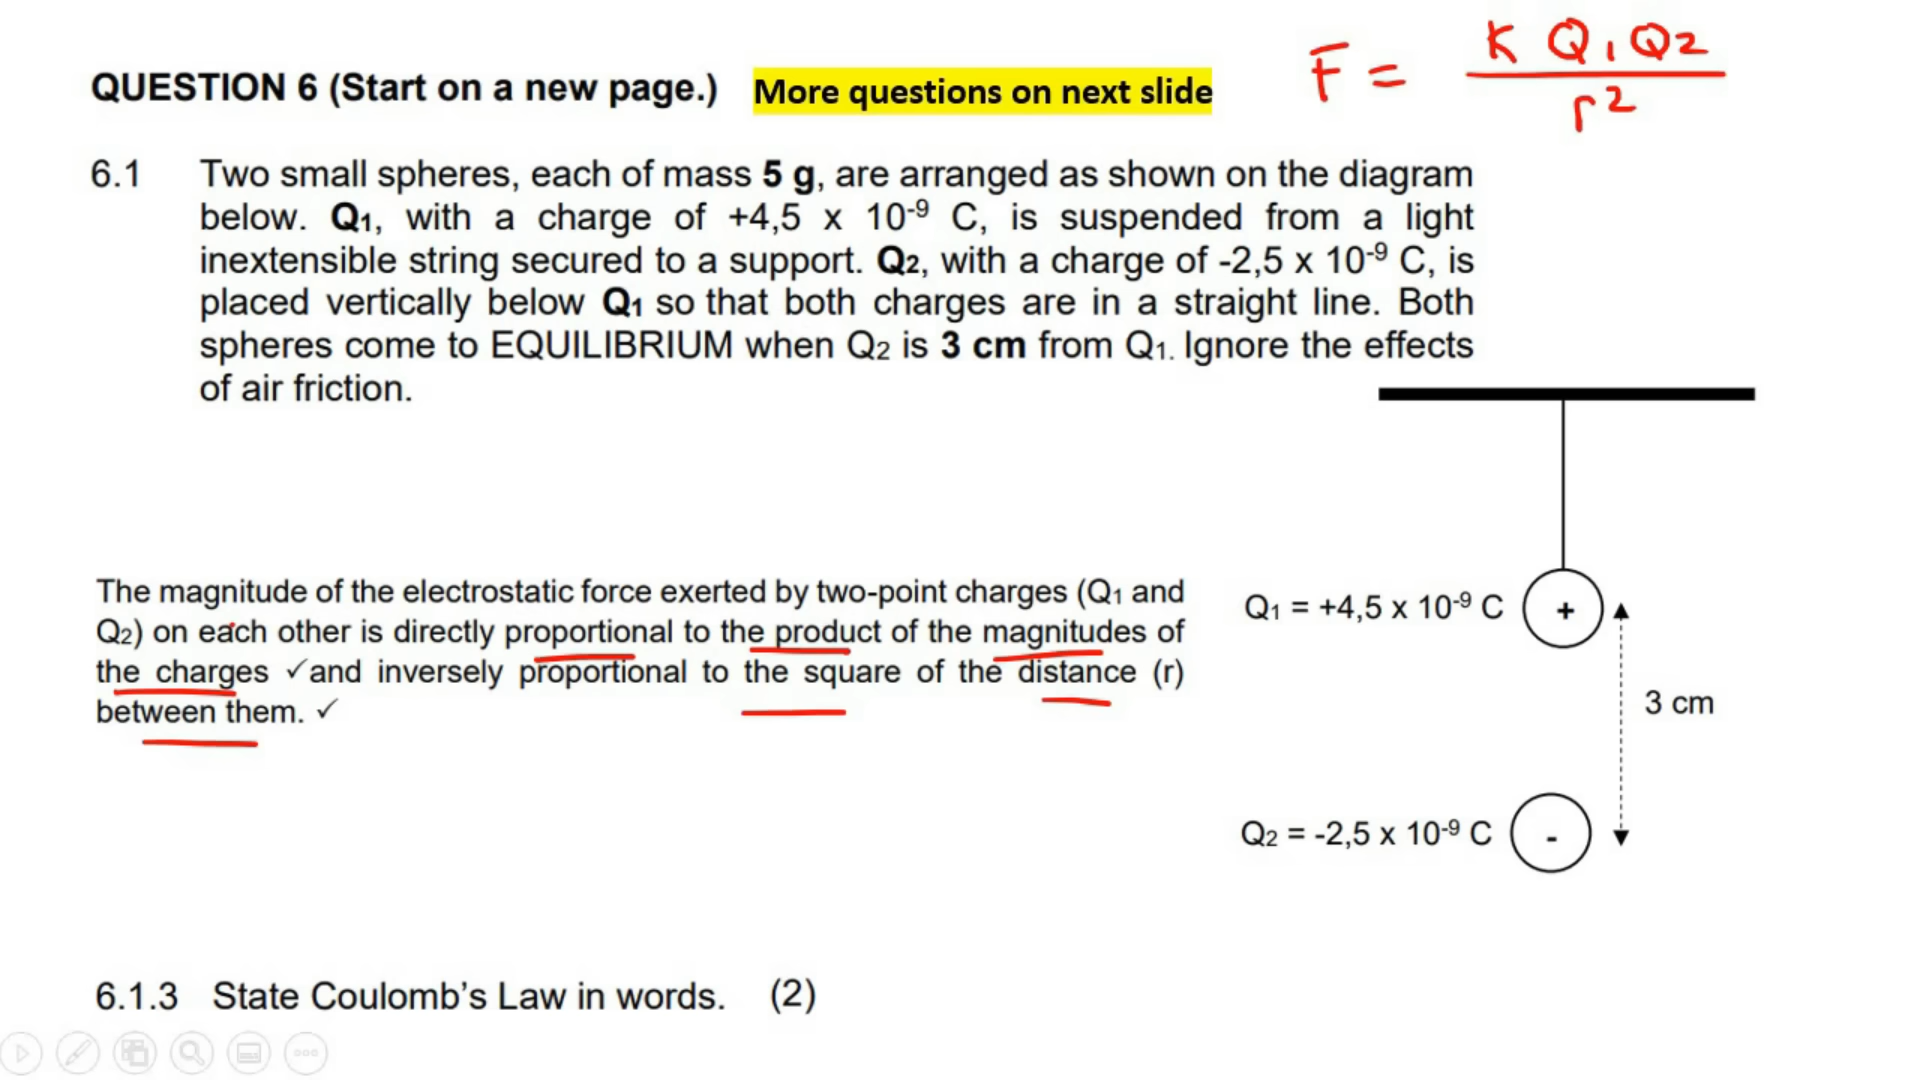 F = K Q1Q2 / r²
QUESTION 6 (Start on a new page.) More questions on next slide
6.1 Two small spheres, each of mass 5 g, are arranged as shown on the diagram
below. Q₁, with a charge of +4,5 x 10⁻⁹ C, is suspended from a light
inextensible string secured to a support. Q₂, with a charge of -2,5 x 10⁻⁹ C, is
placed vertically below Q₁ so that both charges are in a straight line. Both
spheres come to EQUILIBRIUM when Q₂ is 3 cm from Q₁. Ignore the effects
of air friction.
The magnitude of the electrostatic force exerted by two-point charges (Q₁ and
Q₂) on each other is directly proportional to the product of the magnitudes of
the charges ✓and inversely proportional to the square of the distance (r)
between them. ✓
Q₁ = +4,5 x 10⁻⁹ C
+
3 cm
Q₂ = -2,5 x 10⁻⁹ C
-
6.1.3 State Coulomb’s Law in words. (2)